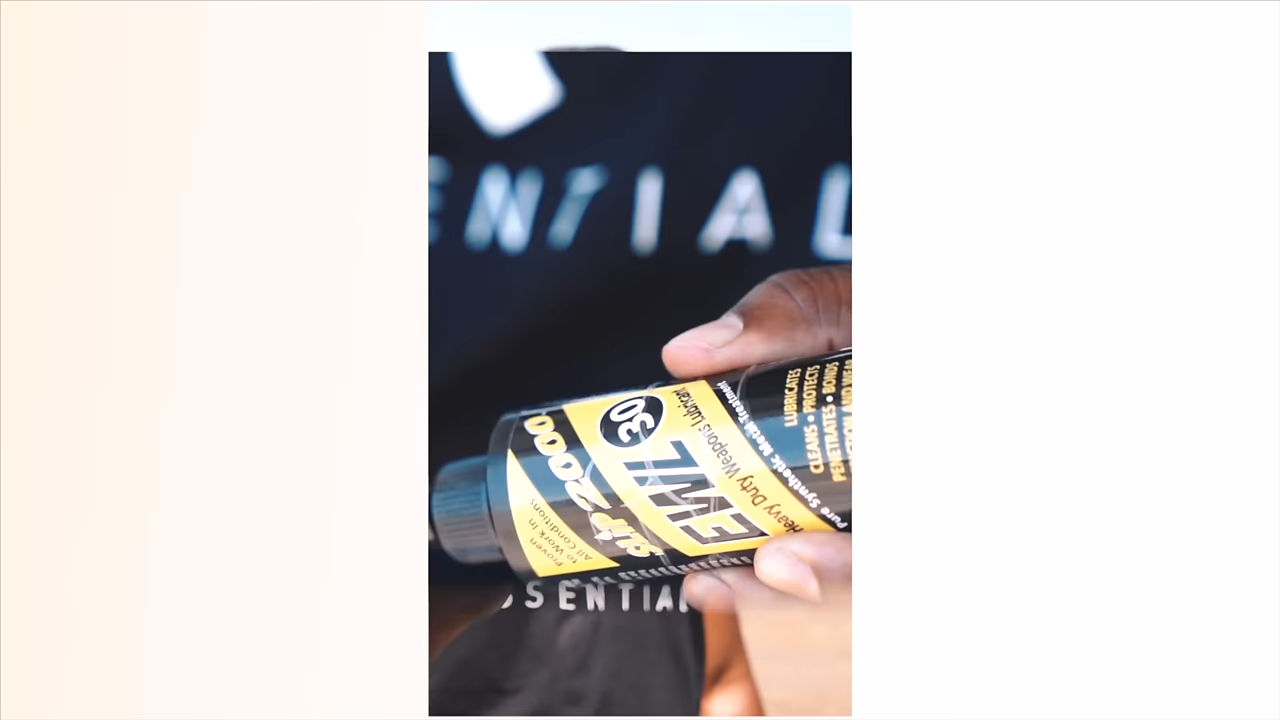 ENTIAL
SLIP 2000
EWL 30
Heavy Duty Weapons Lubricant
Pure Synthetic Metal Treatment
LUBRICATES
CLEANS • PROTECTS
PENETRATES • BONDS
Proven
to Work in
All Conditions
SSENTIAL